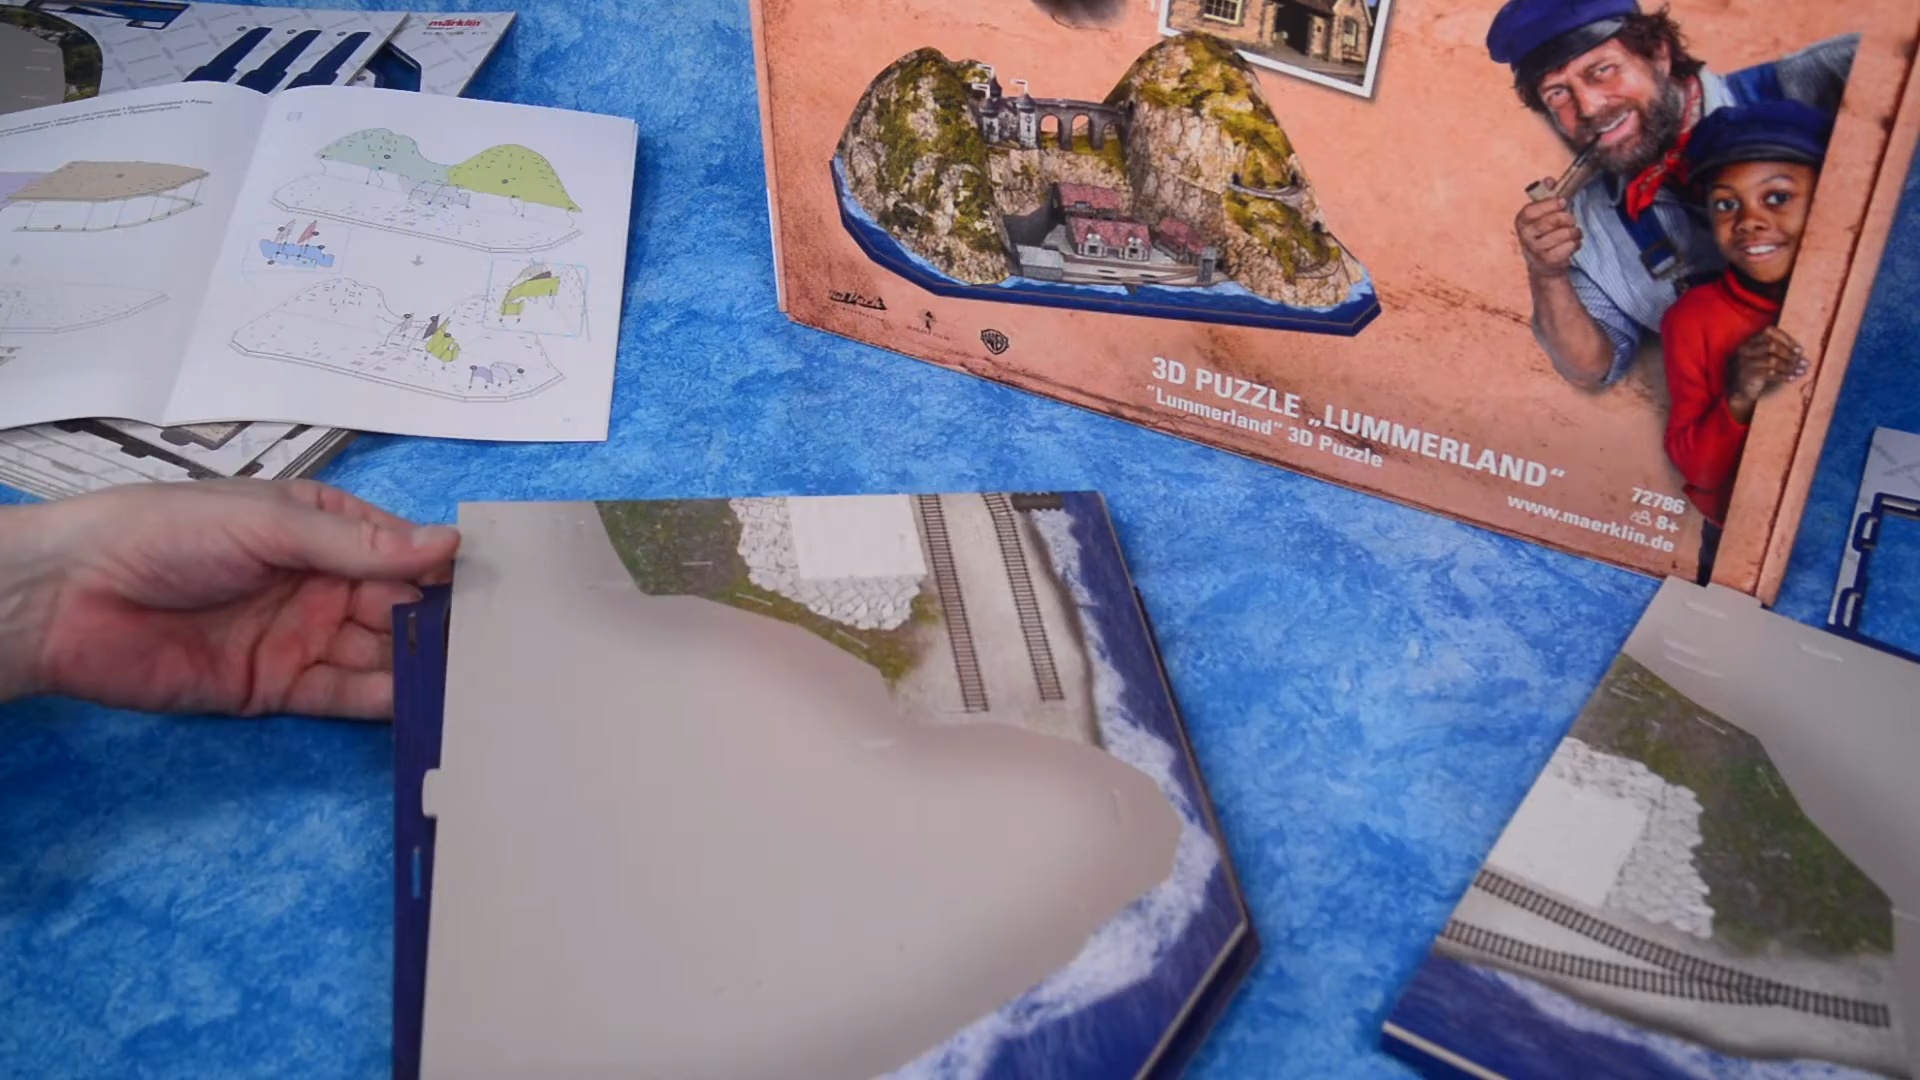 märklin
3D PUZZLE „LUMMERLAND“
"Lummerland" 3D Puzzle
72786
8+
www.maerklin.de